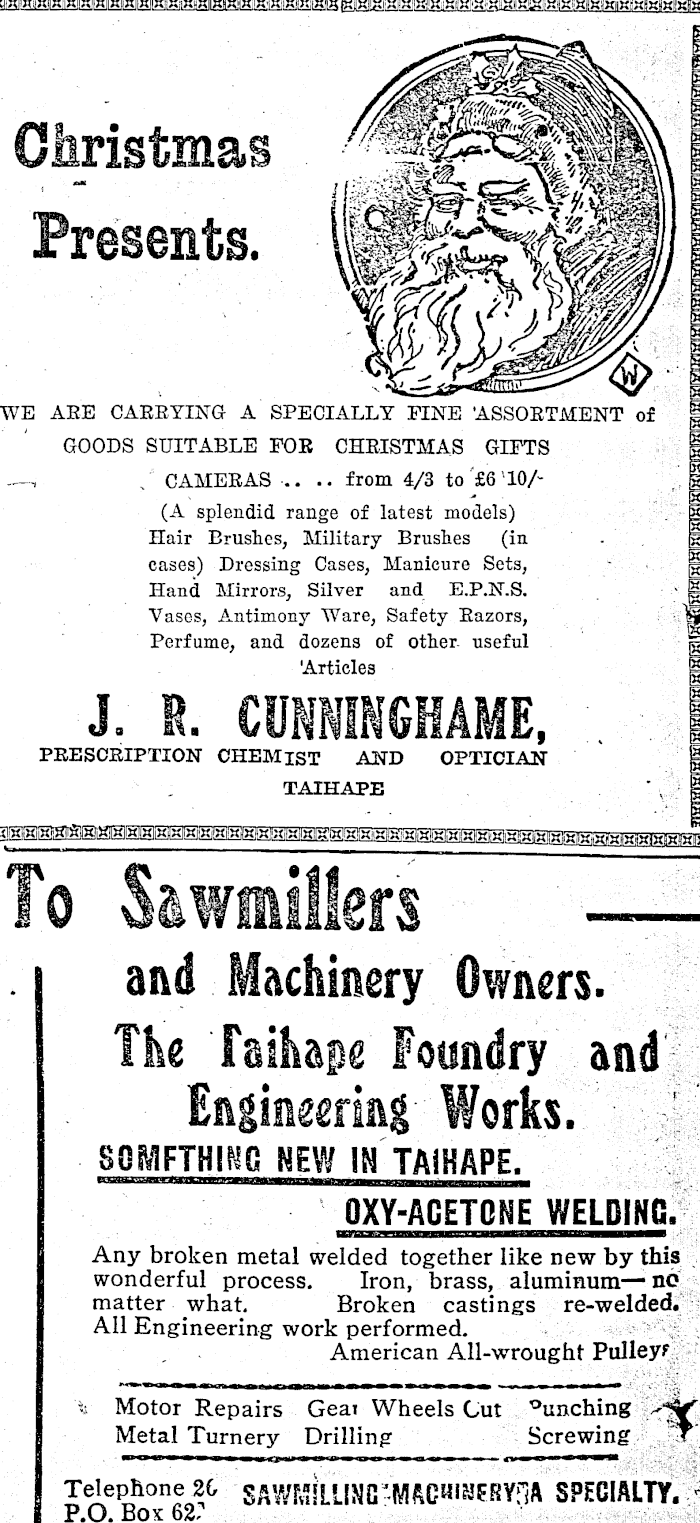 Christmas
Presents.
W
WE ARE CARRYING A SPECIALLY FINE 'ASSORTMENT of
GOODS SUITABLE FOR CHRISTMAS GIFTS
CAMERAS .. .. from 4/3 to £6 10/-
(A splendid range of latest models)
Hair Brushes, Military Brushes (in
cases) Dressing Cases, Manicure Sets,
Hand Mirrors, Silver and E.P.N.S.
Vases, Antimony Ware, Safety Razors,
Perfume, and dozens of other useful
'Articles
J. R. CUNNINGHAME,
PRESCRIPTION CHEMIST AND OPTICIAN
TAIHAPE
To Sawmillers
and Machinery Owners.
The Taihape Foundry and
Engineering Works.
SOMFTHING NEW IN TAIHAPE.
OXY-ACETONE WELDING.
Any broken metal welded together like new by this
wonderful process. Iron, brass, aluminum—no
matter what. Broken castings re-welded.
All Engineering work performed.
American All-wrought Pulleys
Motor Repairs Gear Wheels Cut Punching
Metal Turnery Drilling Screwing
Telephone 26 SAWMILLING MACHINERY A SPECIALTY.
P.O. Box 62